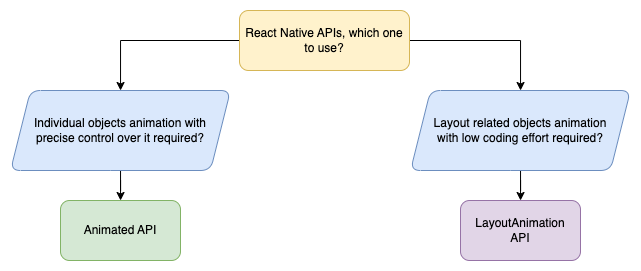 React Native APIs, which one
to use?
Individual objects animation with
precise control over it required?
Layout related objects animation
with low coding effort required?
Animated API
LayoutAnimation
API